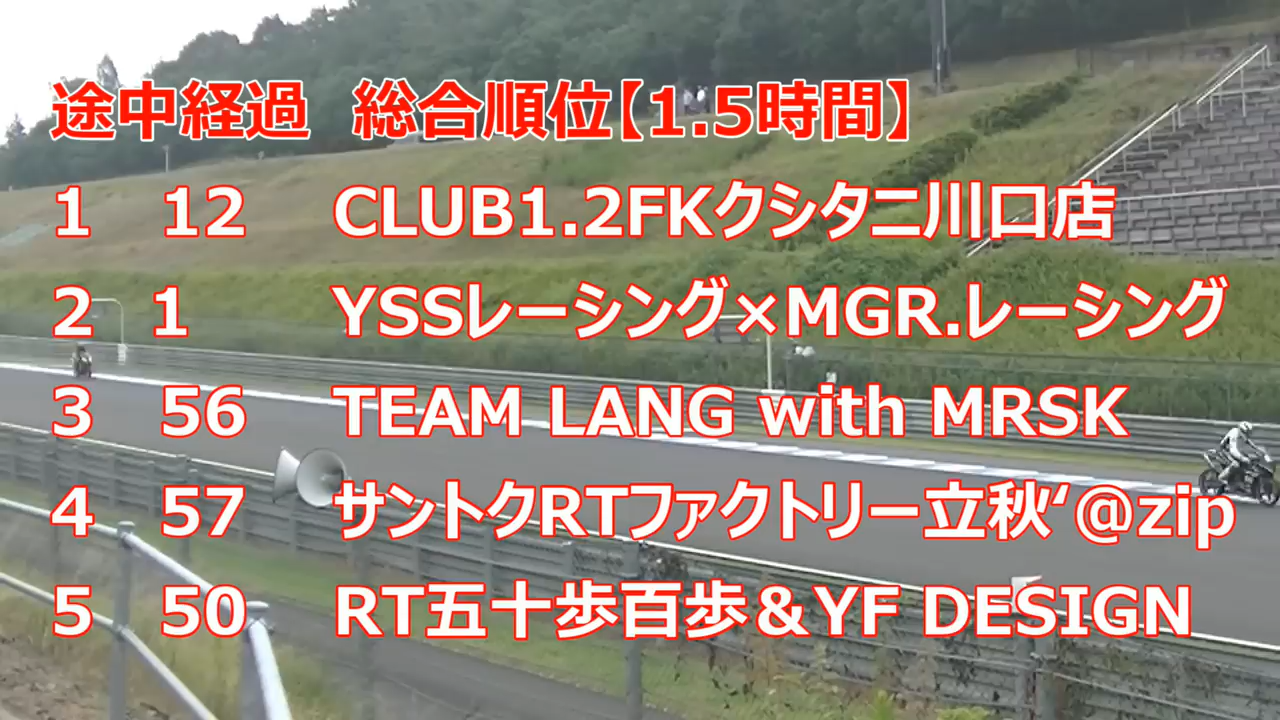 途中経過　総合順位【1.5時間】
1 12 CLUB1.2FKクシタニ川口店
2 1 YSSレーシング×MGR.レーシング
3 56 TEAM LANG with MRSK
4 57 サントクRTファクトリー立秋‘@zip
5 50 RT五十歩百歩＆YF DESIGN